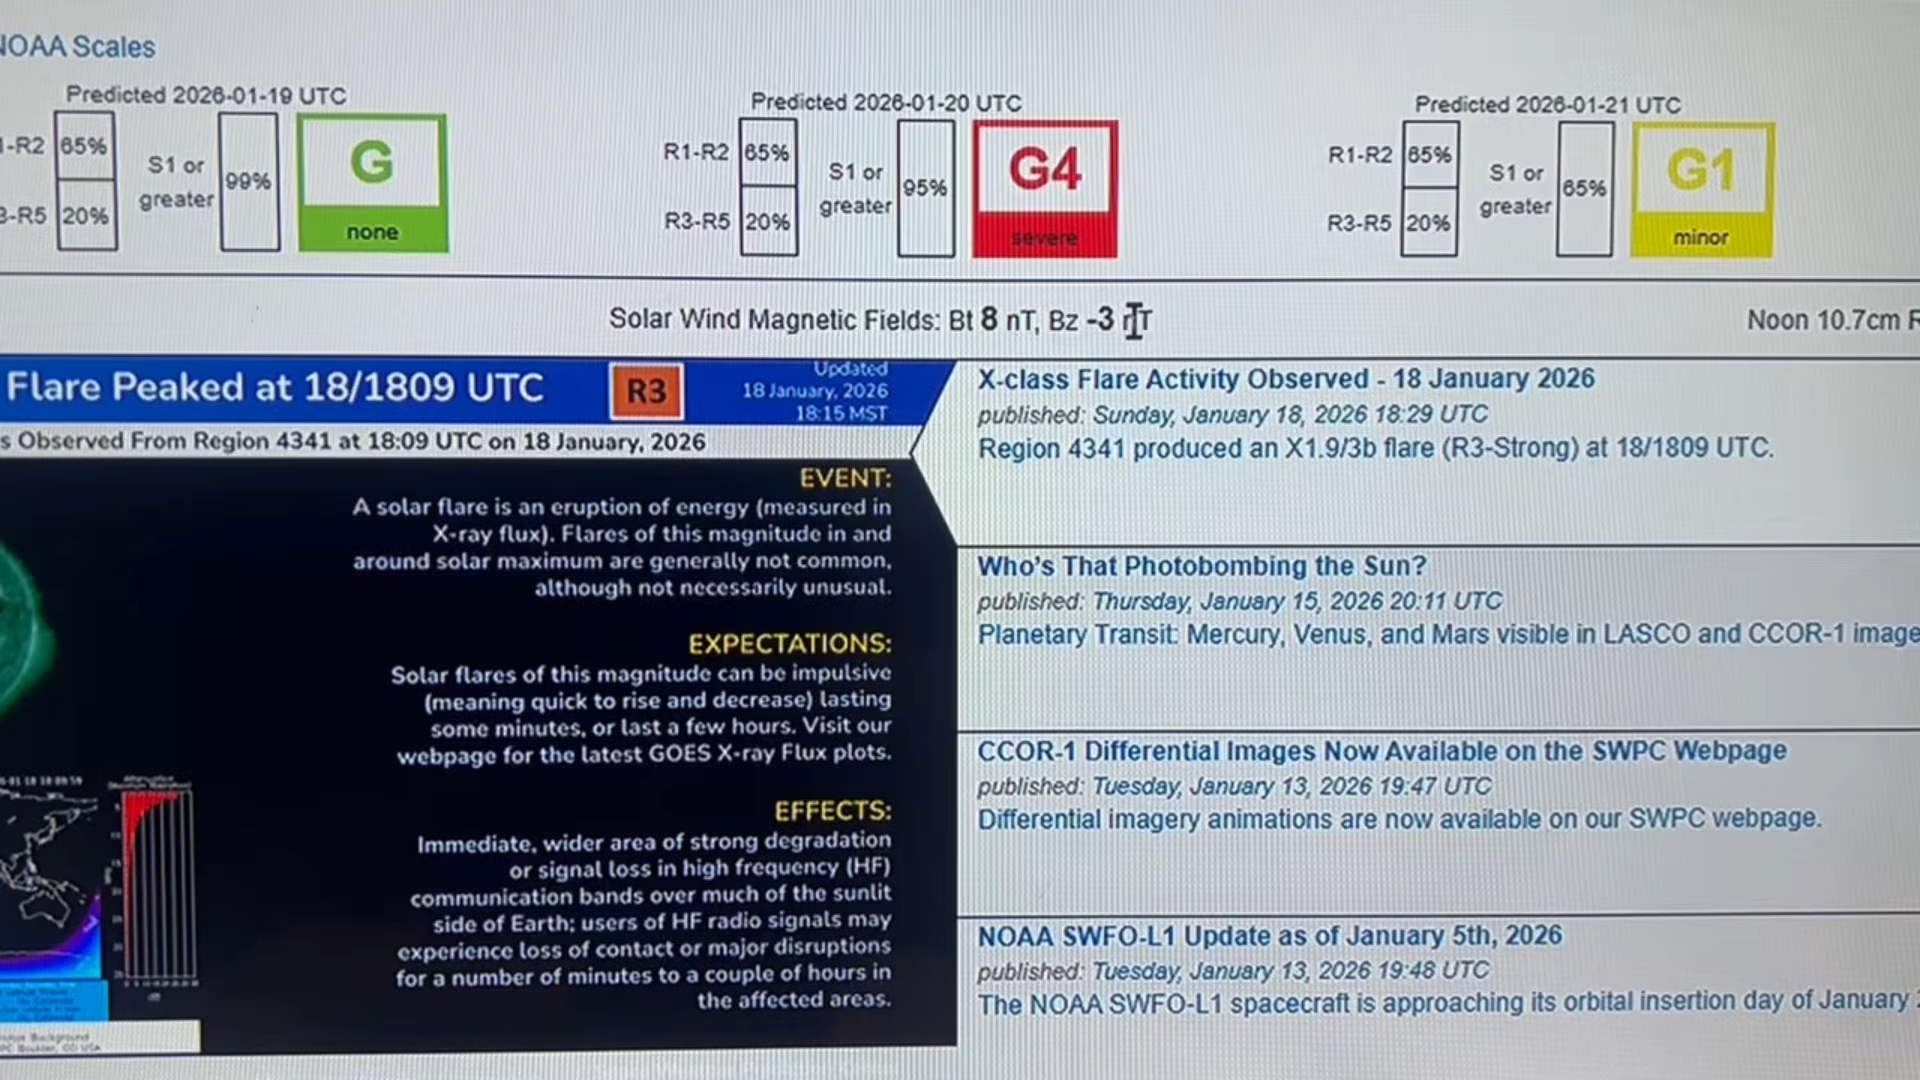 NOAA Scales
Predicted 2026-01-19 UTC
1-R2 65%
3-R5 20%
S1 or
greater
99%
G
none
Predicted 2026-01-20 UTC
R1-R2 65%
R3-R5 20%
S1 or
greater
95%
G4
severe
Predicted 2026-01-21 UTC
R1-R2 65%
R3-R5 20%
S1 or
greater
65%
G1
minor
Solar Wind Magnetic Fields: Bt 8 nT, Bz -3 nT
Noon 10.7cm R
Flare Peaked at 18/1809 UTC
R3
Updated
18 January, 2026
18:15 MST
s Observed From Region 4341 at 18:09 UTC on 18 January, 2026
EVENT:
A solar flare is an eruption of energy (measured in
X-ray flux). Flares of this magnitude in and
around solar maximum are generally not common,
although not necessarily unusual.
EXPECTATIONS:
Solar flares of this magnitude can be impulsive
(meaning quick to rise and decrease) lasting
some minutes, or last a few hours. Visit our
webpage for the latest GOES X-ray Flux plots.
EFFECTS:
Immediate, wider area of strong degradation
or signal loss in high frequency (HF)
communication bands over much of the sunlit
side of Earth; users of HF radio signals may
experience loss of contact or major disruptions
for a number of minutes to a couple of hours in
the affected areas.
X-class Flare Activity Observed - 18 January 2026
published: Sunday, January 18, 2026 18:29 UTC
Region 4341 produced an X1.9/3b flare (R3-Strong) at 18/1809 UTC.
Who's That Photobombing the Sun?
published: Thursday, January 15, 2026 20:11 UTC
Planetary Transit: Mercury, Venus, and Mars visible in LASCO and CCOR-1 image
CCOR-1 Differential Images Now Available on the SWPC Webpage
published: Tuesday, January 13, 2026 19:47 UTC
Differential imagery animations are now available on our SWPC webpage.
NOAA SWFO-L1 Update as of January 5th, 2026
published: Tuesday, January 13, 2026 19:48 UTC
The NOAA SWFO-L1 spacecraft is approaching its orbital insertion day of January